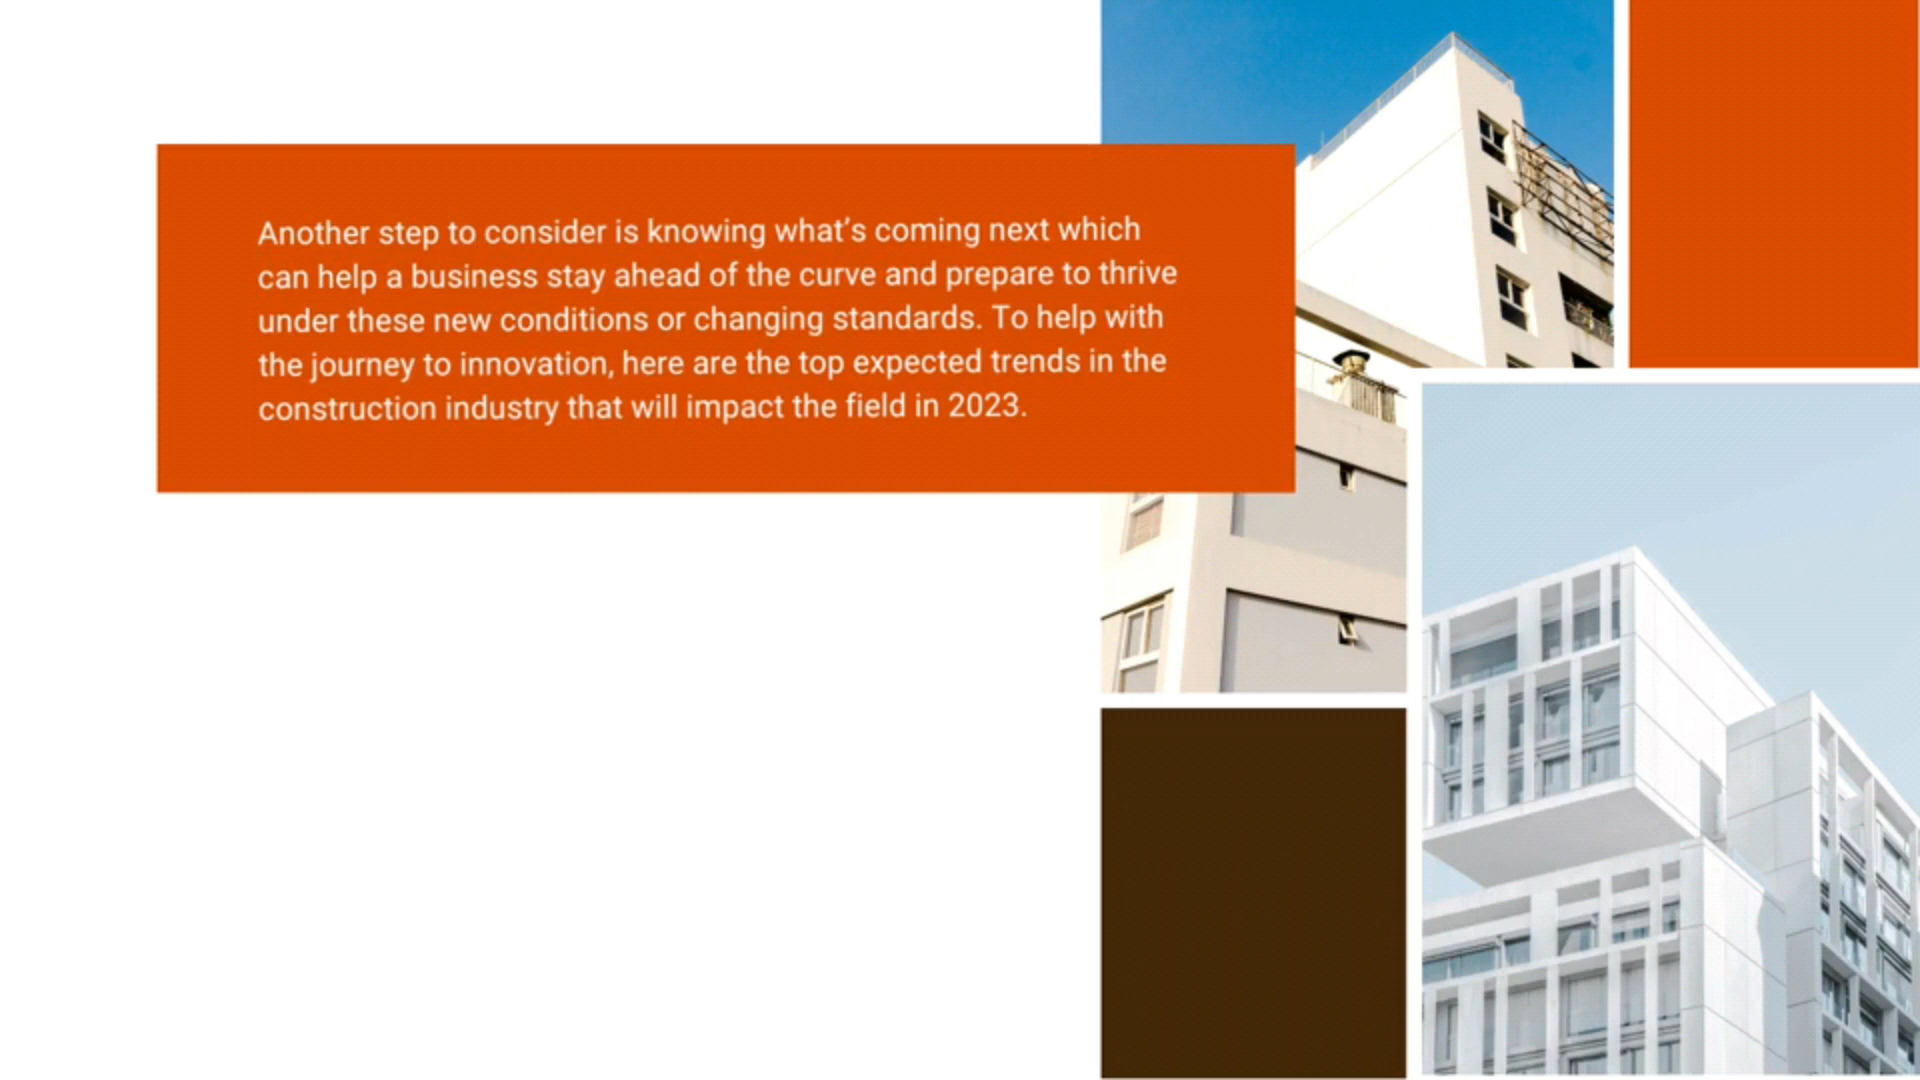 Another step to consider is knowing what’s coming next which
can help a business stay ahead of the curve and prepare to thrive
under these new conditions or changing standards. To help with
the journey to innovation, here are the top expected trends in the
construction industry that will impact the field in 2023.